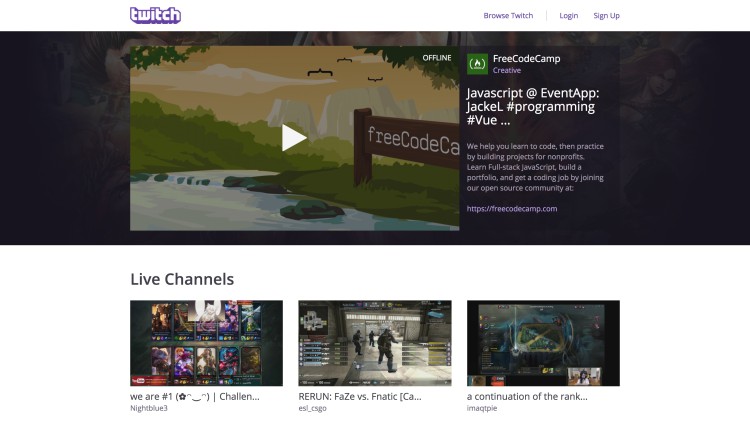 twitch
Browse Twitch
Login
Sign Up
OFFLINE
freeCodeCa
FreeCodeCamp
Creative
Javascript @ EventApp:
JackeL #programming
#Vue ...
We help you learn to code, then practice
by building projects for nonprofits.
Learn Full-stack JavaScript, build a
portfolio, and get a coding job by joining
our open source community at:
https://freecodecamp.com
Live Channels
we are #1 (✿◠‿◠) | Challen...
Nightblue3
RERUN: FaZe vs. Fnatic [Ca...
esl_csgo
a continuation of the rank...
imaqtpie